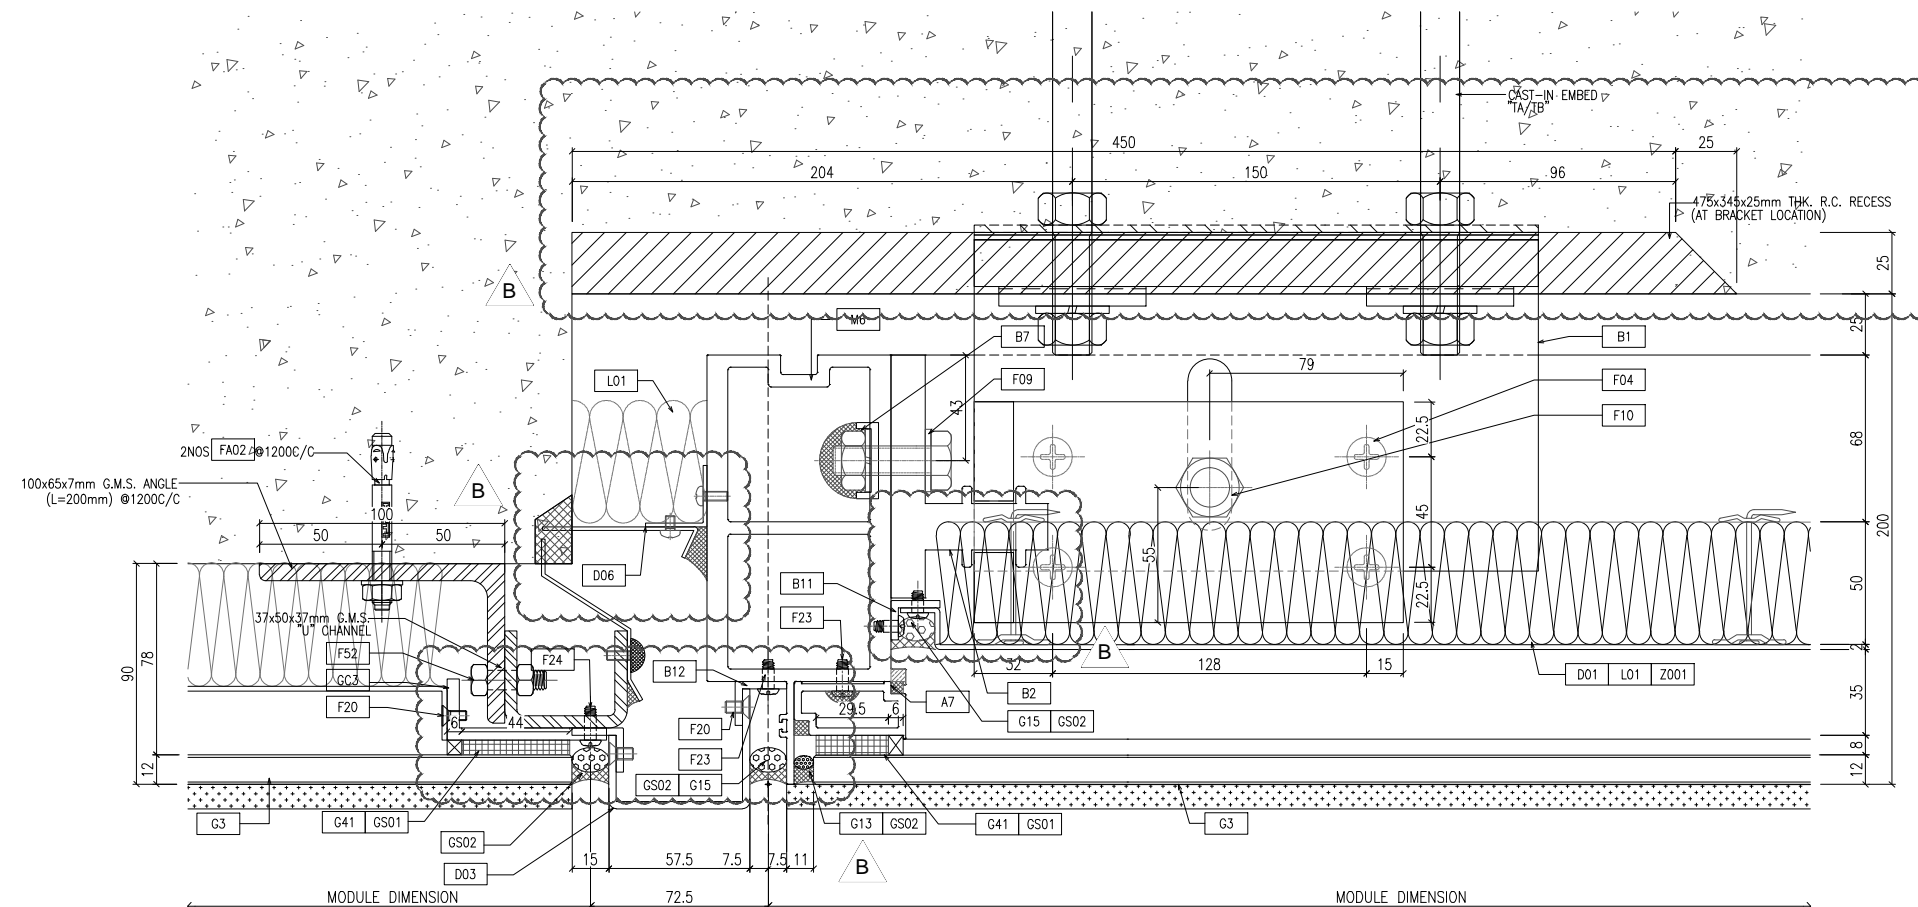 CAST-IN EMBED
"TA/TB"
450
25
204
150
96
475x345x25mm THK. R.C. RECESS
(AT BRACKET LOCATION)
25
B
M6
B7
25
B1
L01
F09
79
F04
43
22.5
F10
68
2NOS FA02 @1200C/C
100x65x7mm G.M.S. ANGLE
(L=200mm) @1200C/C
B
100
50
50
45
200
55
D06
B11
50
22.5
F23
37x50x37mm G.M.S.
"U" CHANNEL
90
78
F52
F24
B12
B
2
GC3
32
128
15
D01 L01 Z001
F20
B2
A7
35
6
44
F20
29.5
6
G15 GS02
F23
8
12
GS02 G15
12
G3
G41 GS01
G13 GS02
G41 GS01
G3
GS02
D03
15
57.5
7.5
7.5
11
B
MODULE DIMENSION
72.5
MODULE DIMENSION